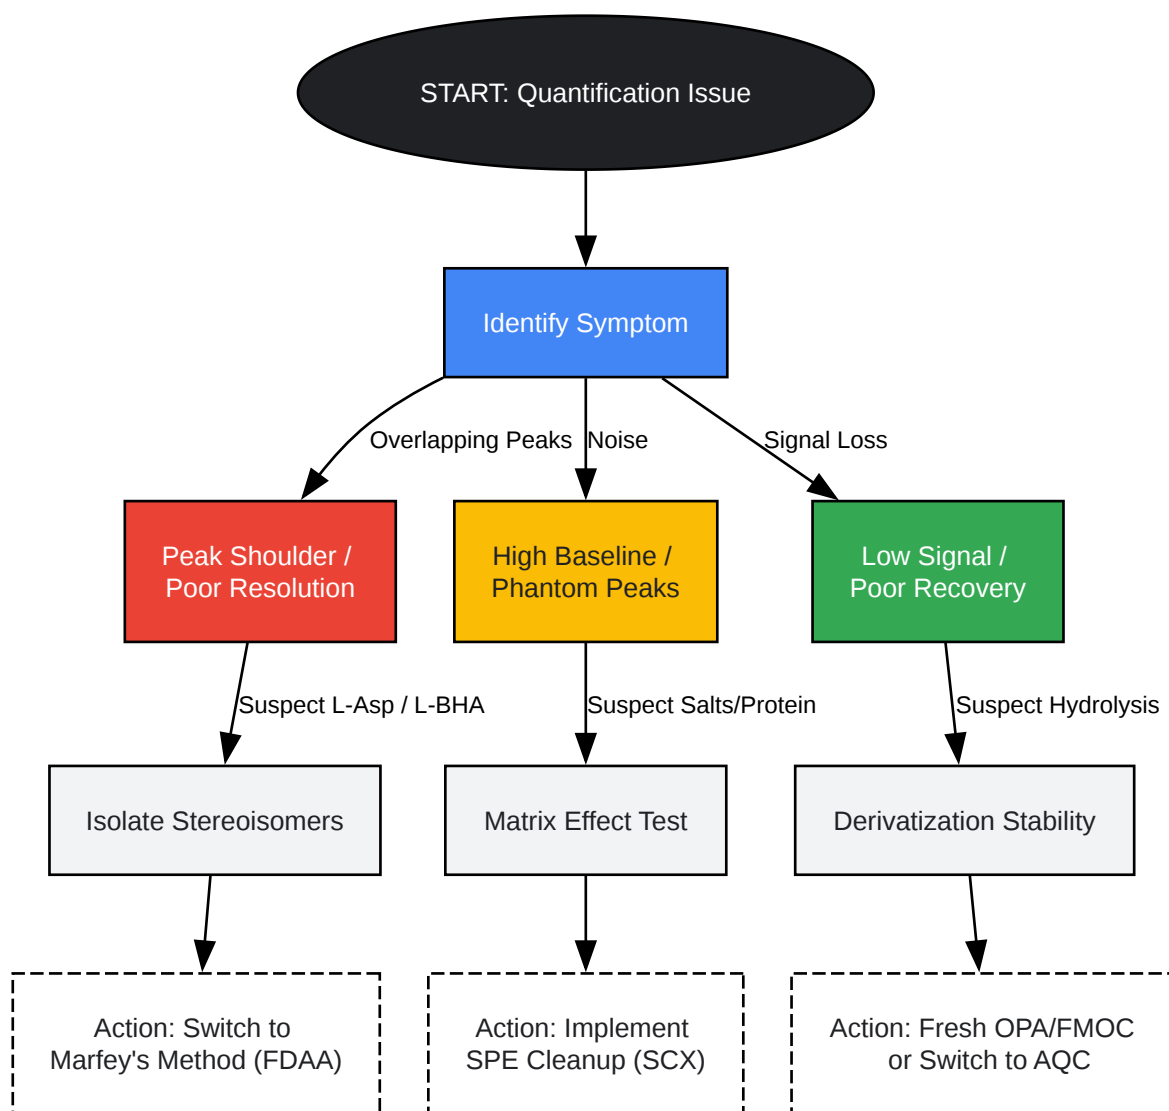 START: Quantification Issue
Identify Symptom
Overlapping Peaks
Noise
Signal Loss
Peak Shoulder /
Poor Resolution
High Baseline /
Phantom Peaks
Low Signal /
Poor Recovery
Suspect L-Asp / L-BHA
Suspect Salts/Protein
Suspect Hydrolysis
Isolate Stereoisomers
Matrix Effect Test
Derivatization Stability
Action: Switch to
Marfey's Method (FDAA)
Action: Implement
SPE Cleanup (SCX)
Action: Fresh OPA/FMOC
or Switch to AQC